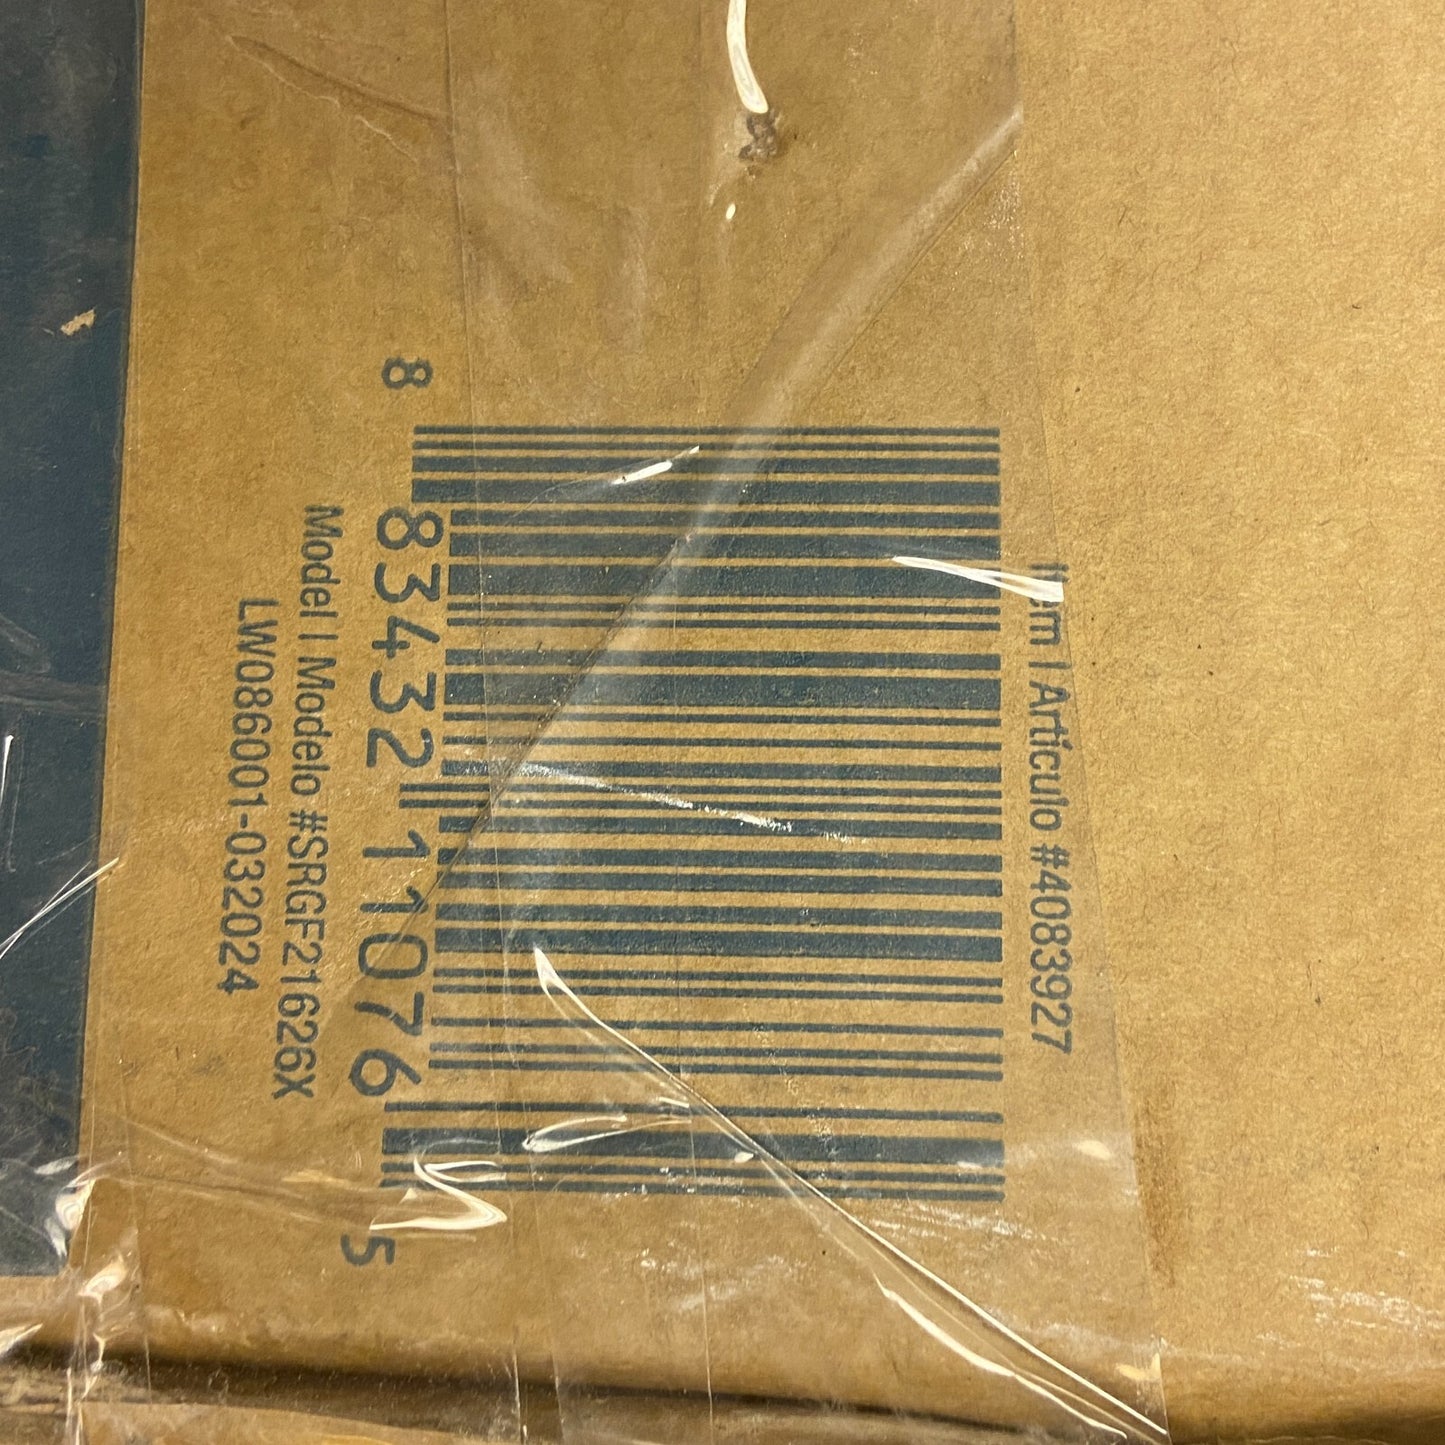 Item | Artículo #4083927
8 83432 11076 5
Model | Modelo #SRGF21626X
LW086001-032024